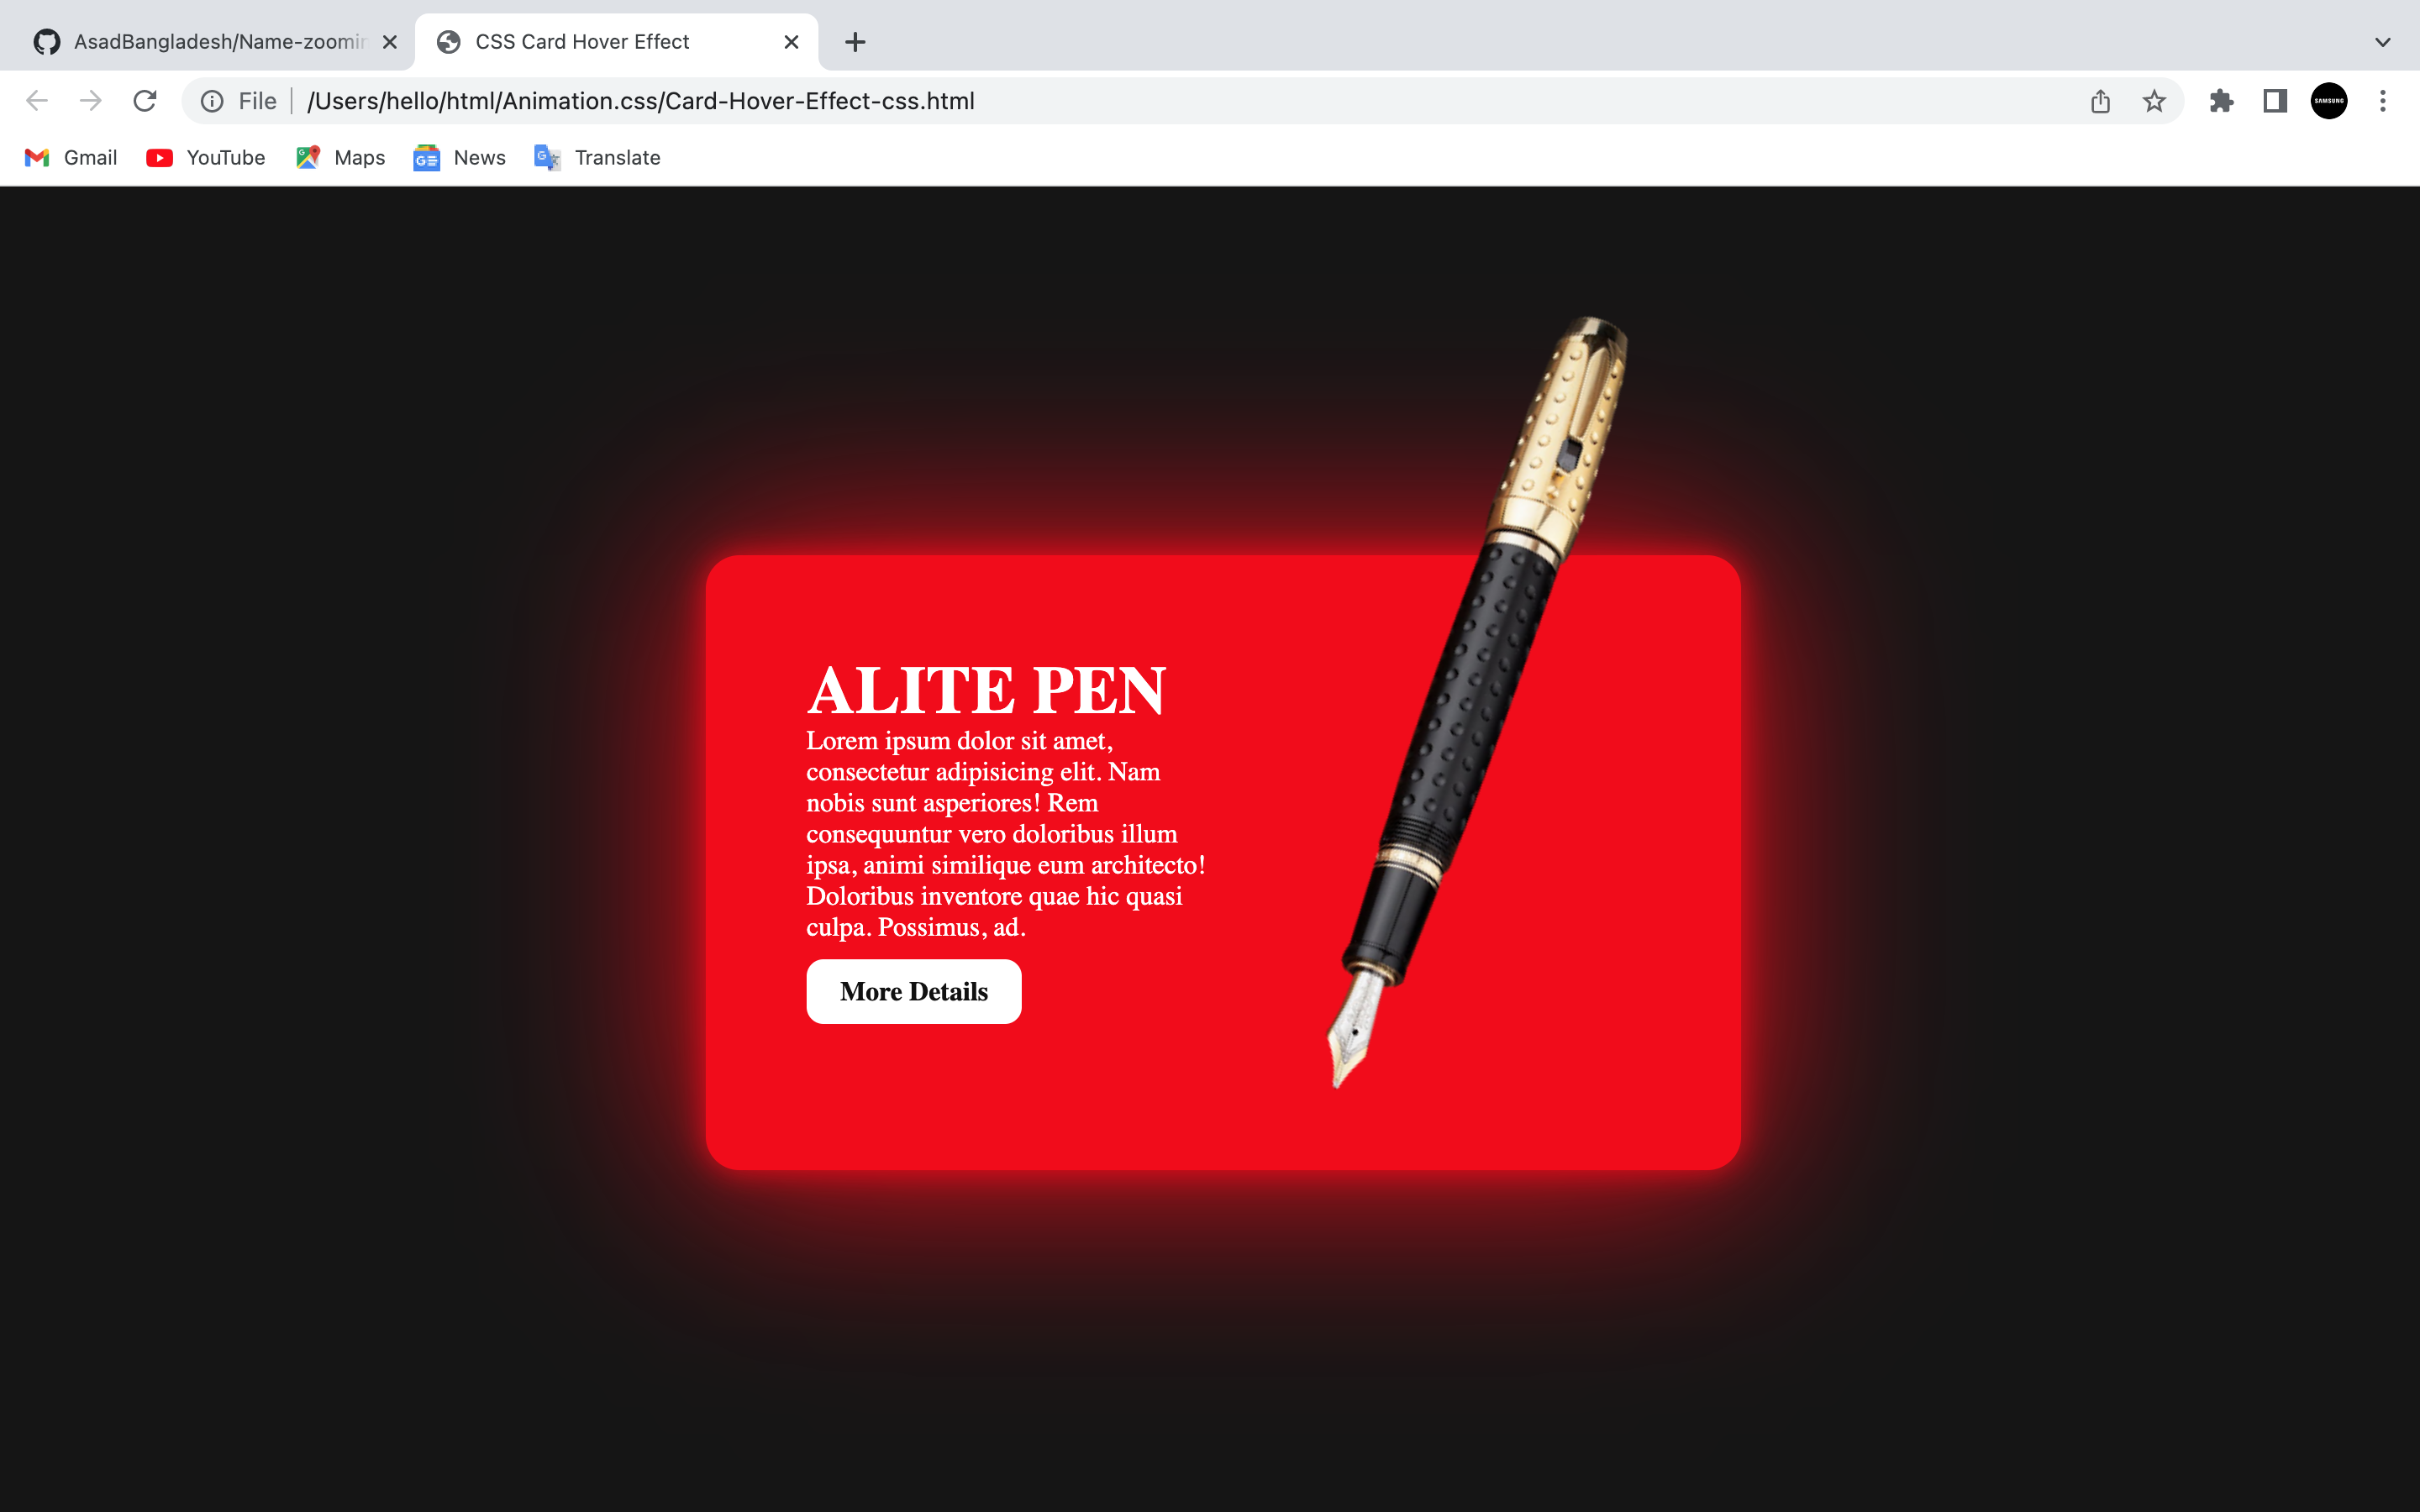 AsadBangladesh/Name-zoomir
CSS Card Hover Effect
File
/Users/hello/html/Animation.css/Card-Hover-Effect-css.html
SAMSUNG
Gmail
YouTube
Maps
News
Translate
ALITE PEN
Lorem ipsum dolor sit amet,
consectetur adipisicing elit. Nam
nobis sunt asperiores! Rem
consequuntur vero doloribus illum
ipsa, animi similique eum architecto!
Doloribus inventore quae hic quasi
culpa. Possimus, ad.
More Details